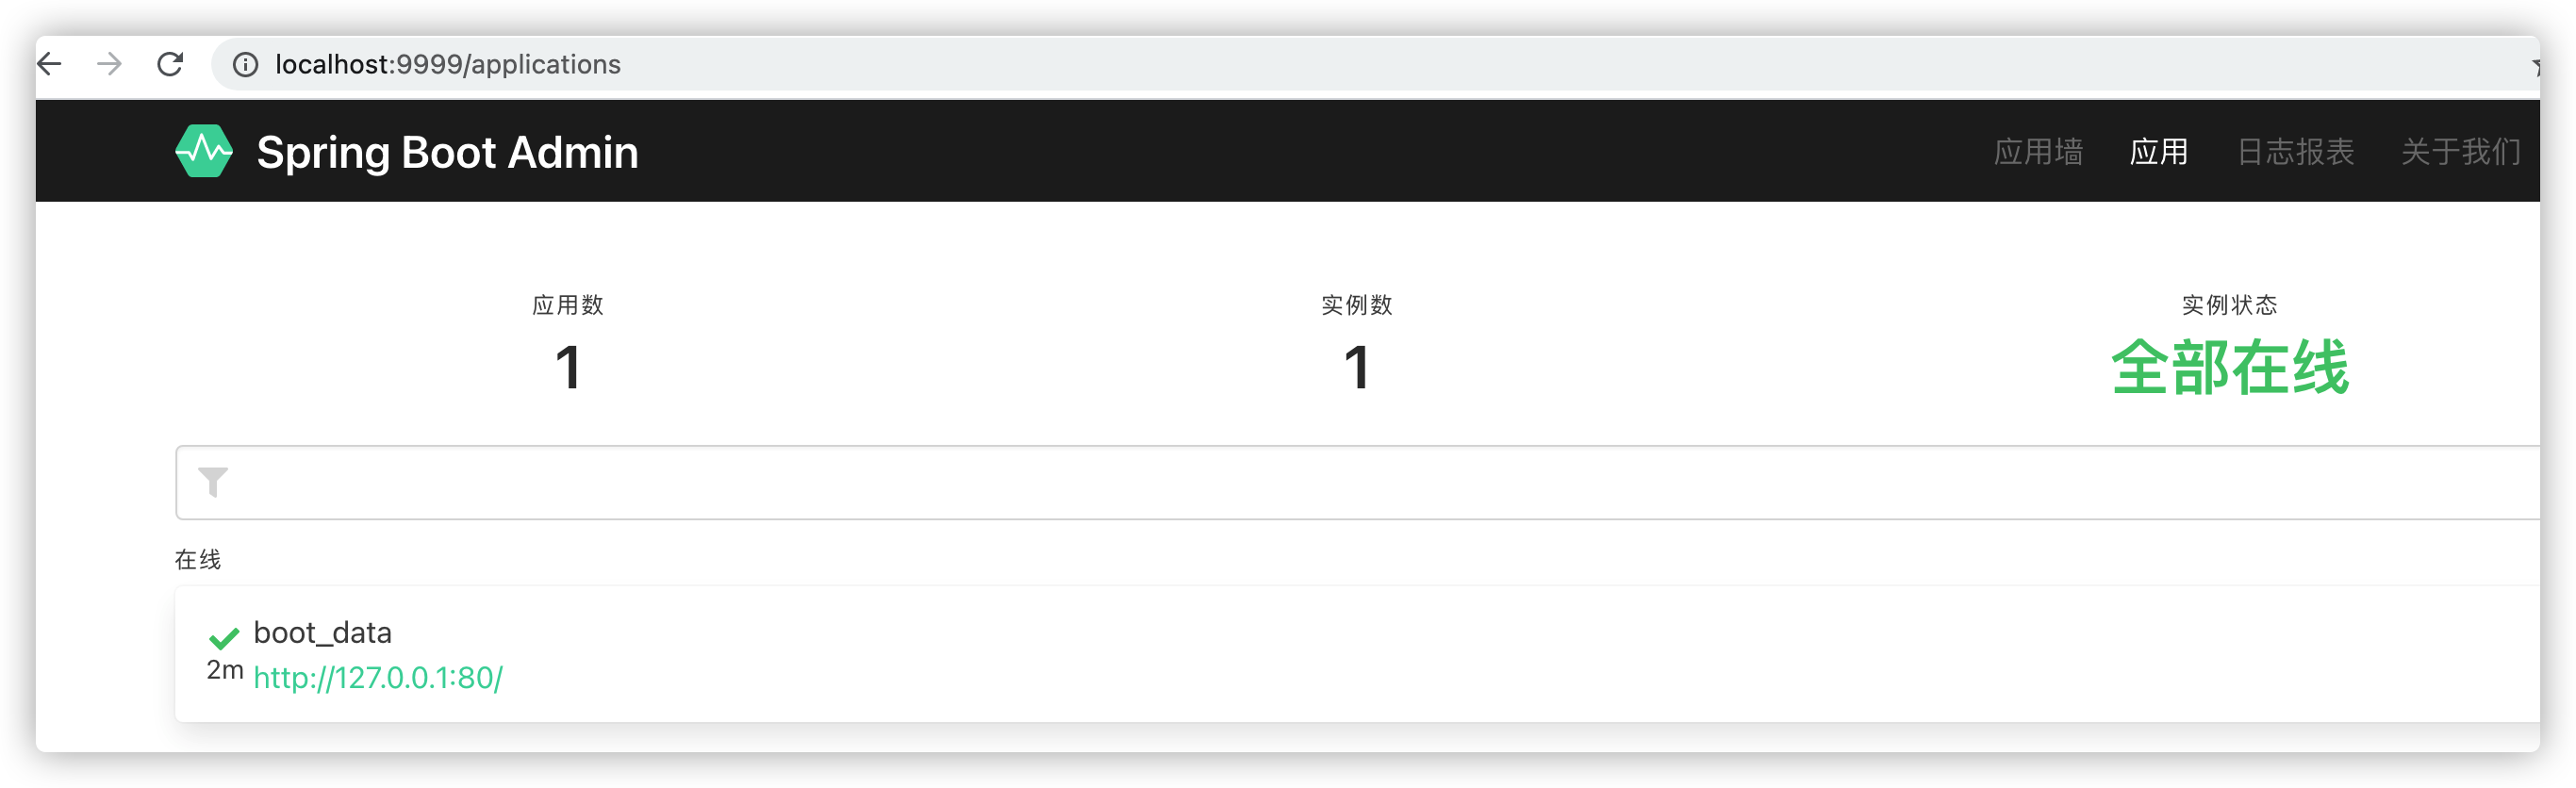 localhost:9999/applications
Spring Boot Admin
应用墙 应用 日志报表 关于我们
应用数 实例数 实例状态
1 1 全部在线
在线
boot_data
2m http://127.0.0.1:80/